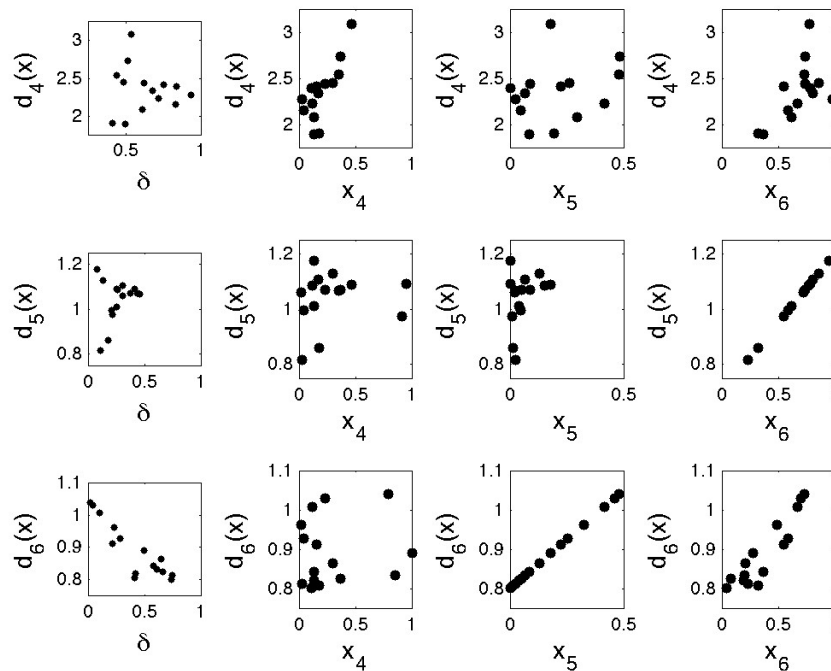 3 3 3 3
2.5 2.5 2.5 2.5
2 2 2 2
d₄(x) d₄(x) d₄(x) d₄(x)
0.5 1 0 0.5 1 0 0.5 0 0.5
δ x₄ x₅ x₆
1.2 1.2 1.2 1.2
1 1 1 1
0.8 0.8 0.8 0.8
d₅(x) d₅(x) d₅(x) d₅(x)
0 0.5 1 0 0.5 1 0 0.5 0 0.5
δ x₄ x₅ x₆
1.1 1.1 1.1 1.1
1 1 1 1
0.9 0.9 0.9 0.9
0.8 0.8 0.8 0.8
d₆(x) d₆(x) d₆(x) d₆(x)
0 0.5 1 0 0.5 1 0 0.5 0 0.5
δ x₄ x₅ x₆